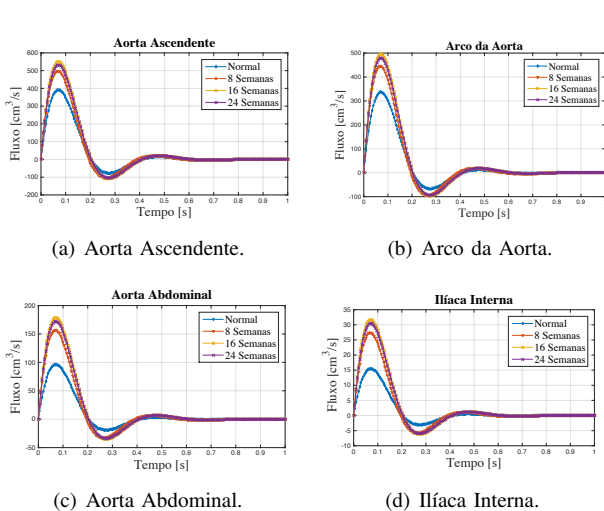 Aorta Ascendente
600
500
400
300
200
100
0
-100
-200
Fluxo [cm³/s]
0 0.1 0.2 0.3 0.4 0.5 0.6 0.7 0.8 0.9 1
Tempo [s]
Normal
8 Semanas
16 Semanas
24 Semanas
(a) Aorta Ascendente.
Arco da Aorta
500
400
300
200
100
0
-100
Fluxo [cm³/s]
0 0.1 0.2 0.3 0.4 0.5 0.6 0.7 0.8 0.9
Tempo [s]
Normal
8 Semanas
16 Semanas
24 Semanas
(b) Arco da Aorta.
Aorta Abdominal
200
150
100
50
0
-50
Fluxo [cm³/s]
0 0.1 0.2 0.3 0.4 0.5 0.6 0.7 0.8 0.9 1
Tempo [s]
Normal
8 Semanas
16 Semanas
24 Semanas
(c) Aorta Abdominal.
Ilíaca Interna
35
30
25
20
15
10
5
0
-5
-10
Fluxo [cm³/s]
0 0.1 0.2 0.3 0.4 0.5 0.6 0.7 0.8 0.9 1
Tempo [s]
Normal
8 Semanas
16 Semanas
24 Semanas
(d) Ilíaca Interna.